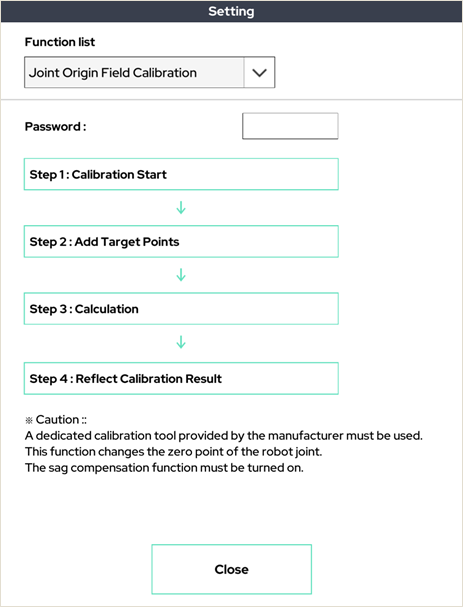 Setting
Function list
Joint Origin Field Calibration
Password :
Step 1 : Calibration Start
Step 2 : Add Target Points
Step 3 : Calculation
Step 4 : Reflect Calibration Result
※ Caution ::
A dedicated calibration tool provided by the manufacturer must be used.
This function changes the zero point of the robot joint.
The sag compensation function must be turned on.
Close